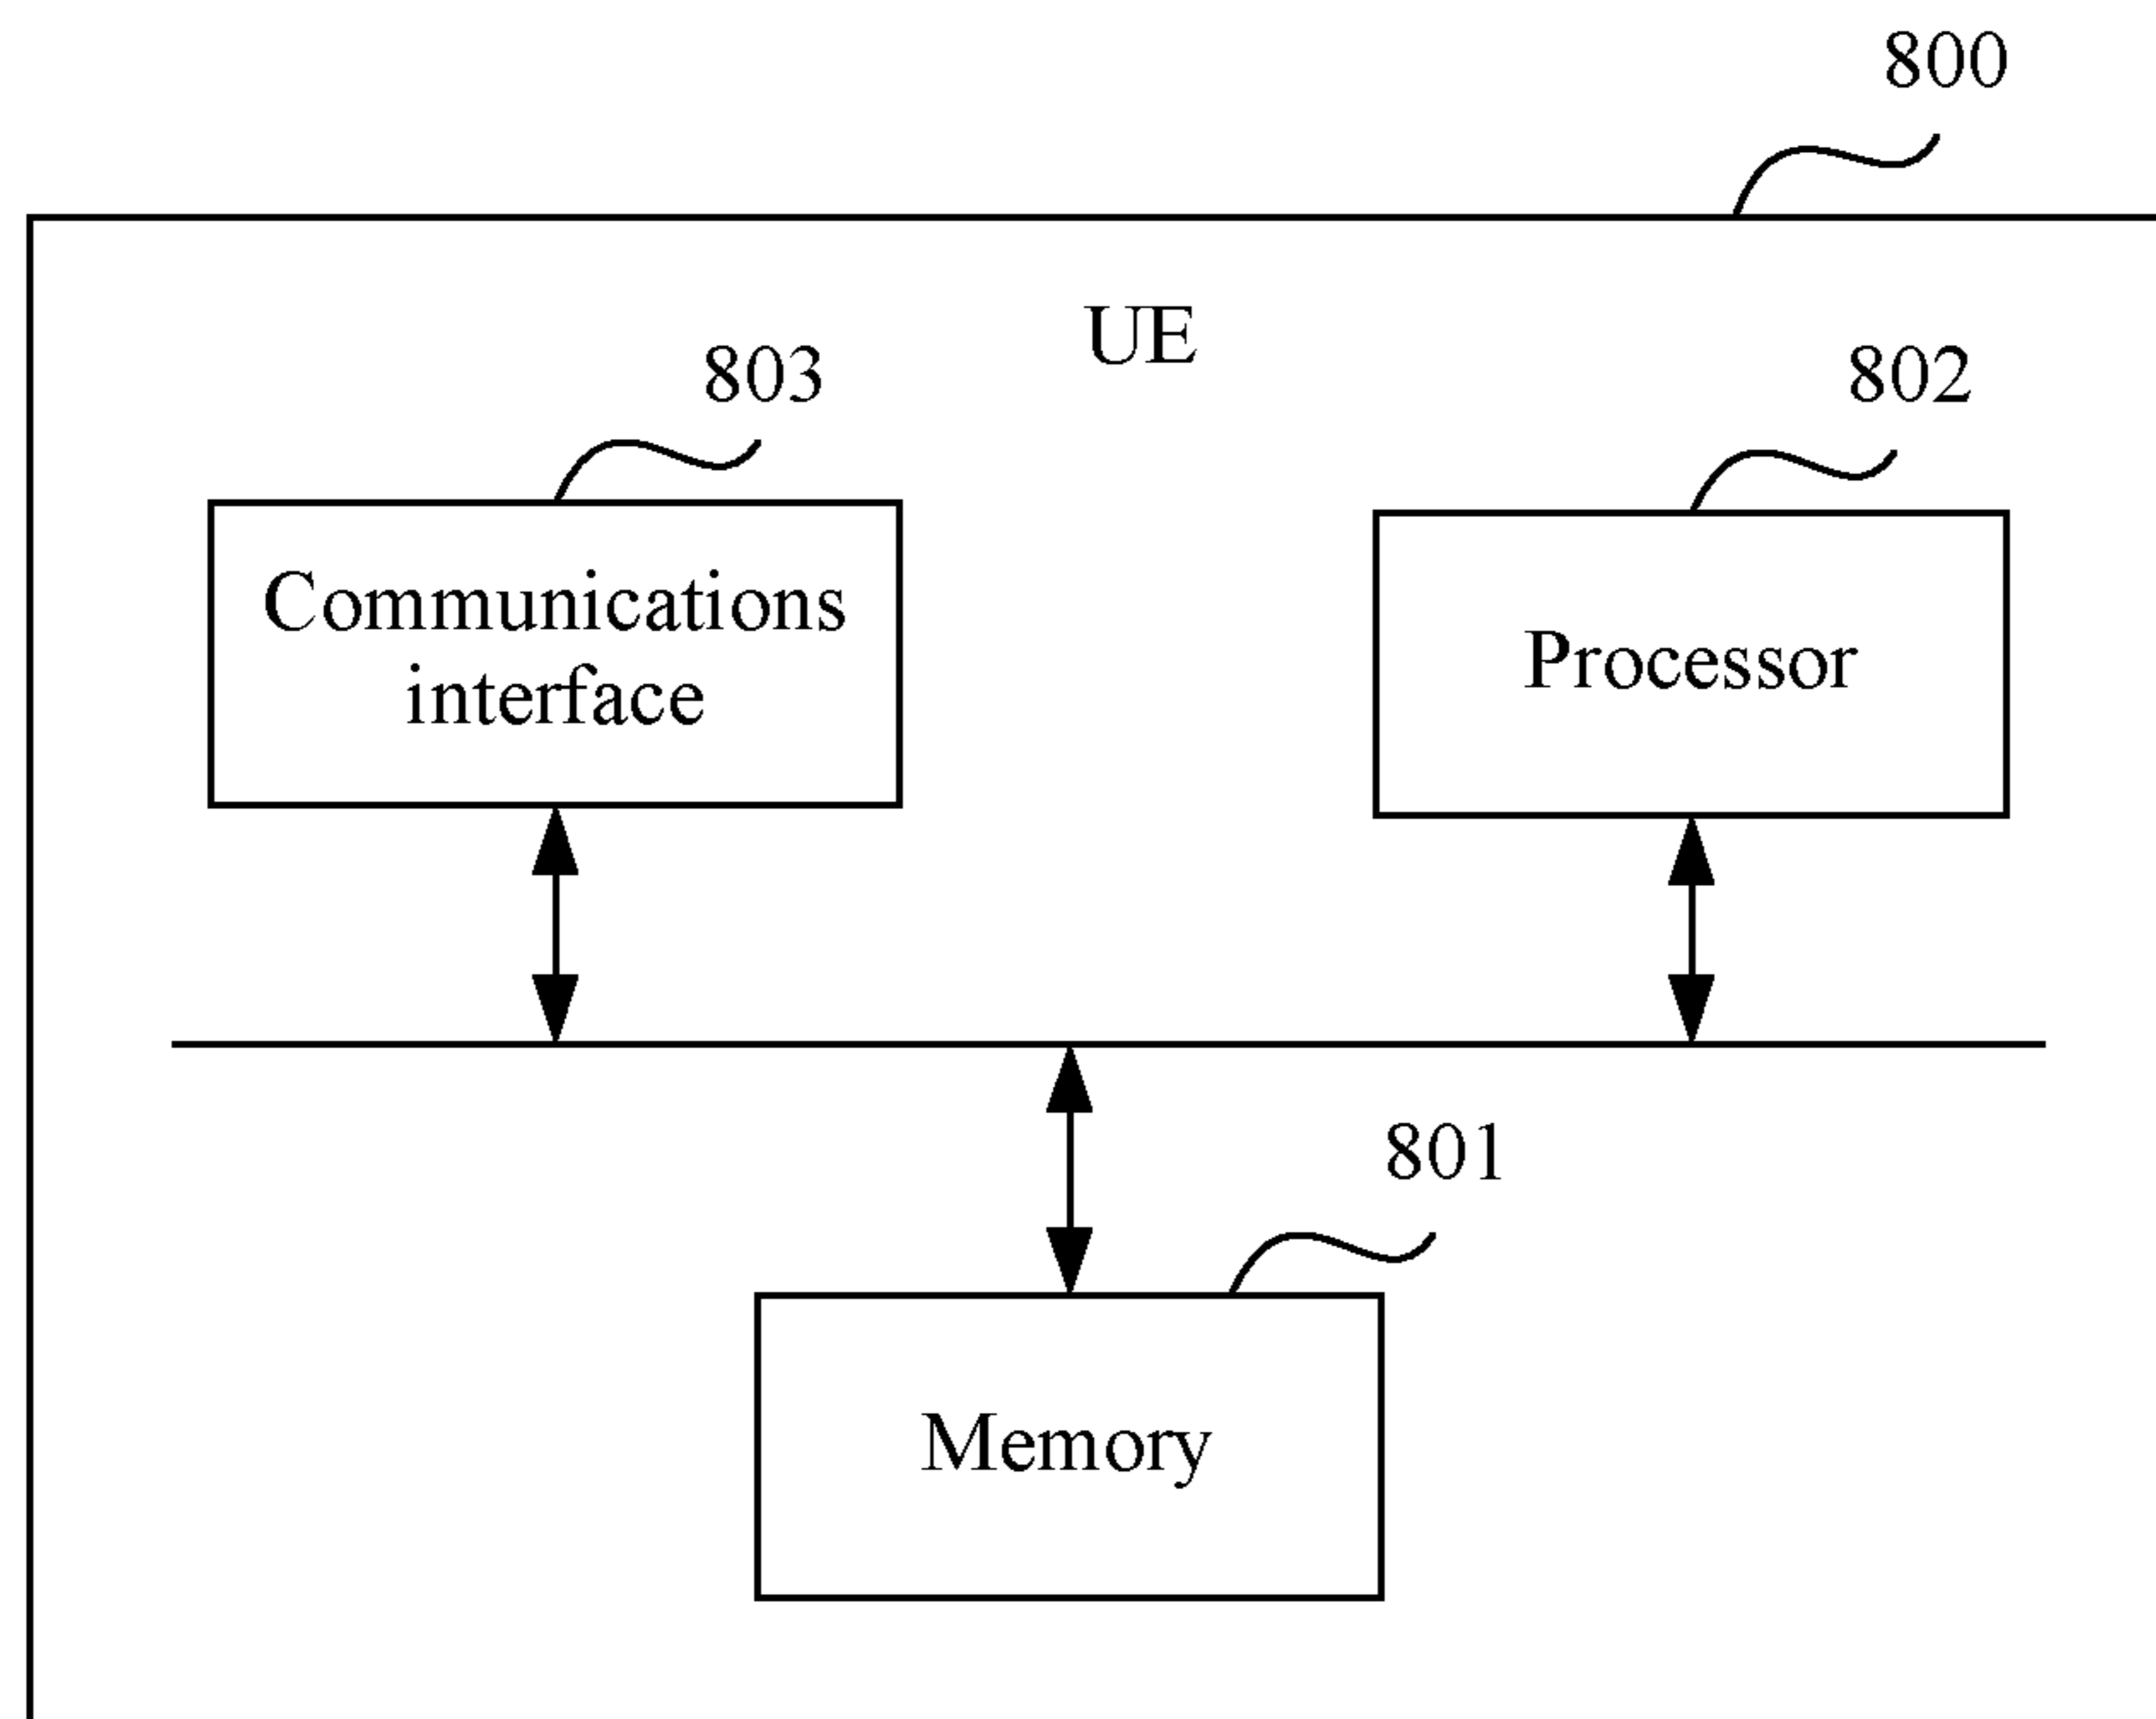 800
UE
803
802
Communications
interface
Processor
801
Memory